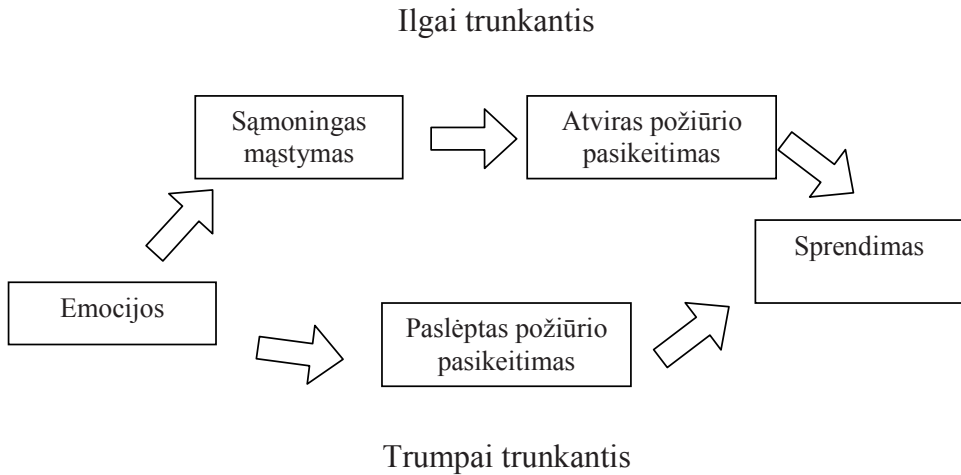 Ilgai trunkantis
Sąmoningas
mąstymas
Atviras požiūrio
pasikeitimas
Sprendimas
Emocijos
Paslėptas požiūrio
pasikeitimas
Trumpai trunkantis